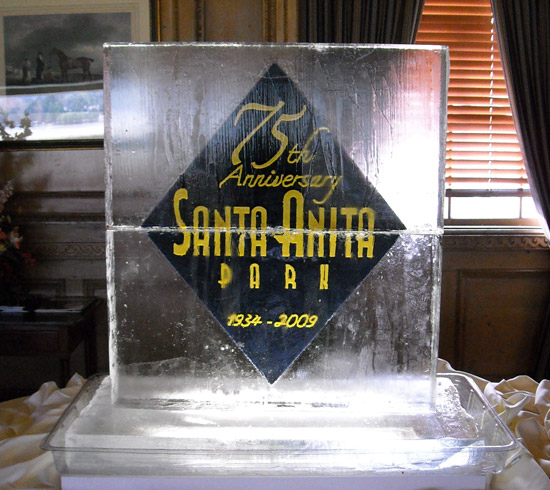 75th
Anniversary
SANTA ANITA
PARK
1934 - 2009